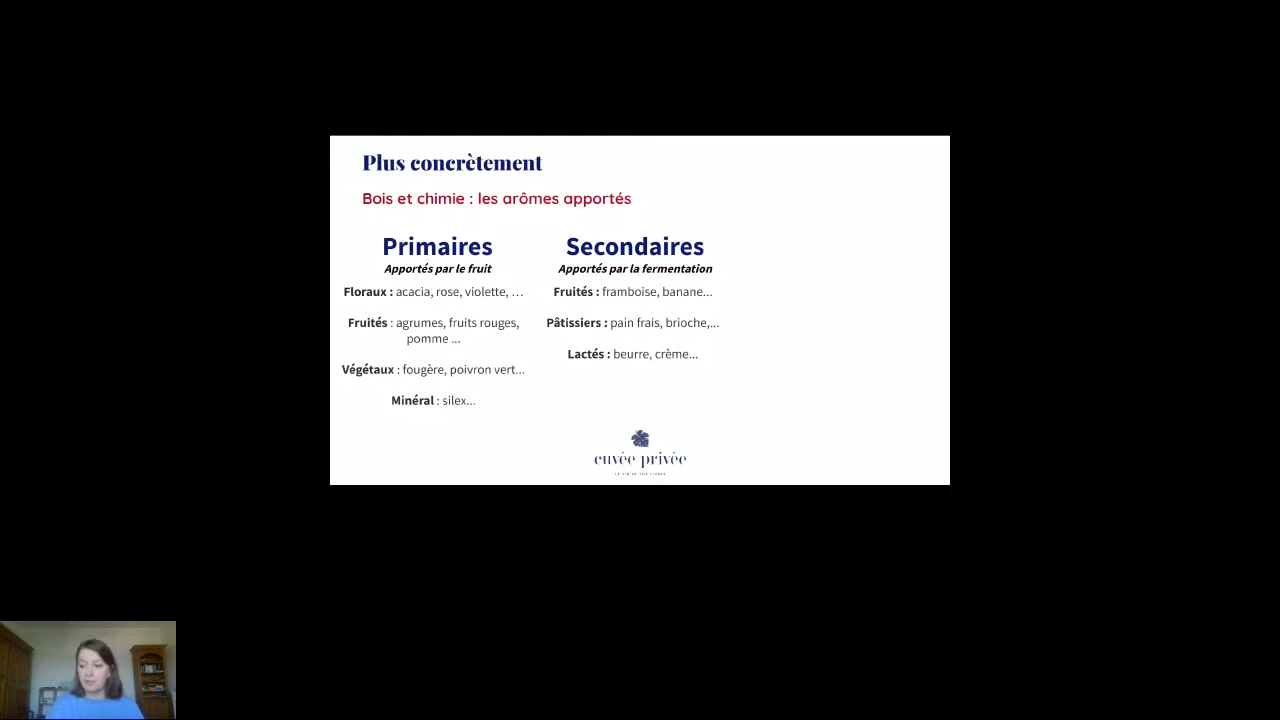 Plus concrètement
Bois et chimie : les arômes apportés
Primaires
Apportés par le fruit
Floraux : acacia, rose, violette, ...
Fruités : agrumes, fruits rouges,
pomme ...
Végétaux : fougère, poivron vert...
Minéral : silex...
Secondaires
Apportés par la fermentation
Fruités : framboise, banane...
Pâtissiers : pain frais, brioche,...
Lactés : beurre, crème...
cuvée privée